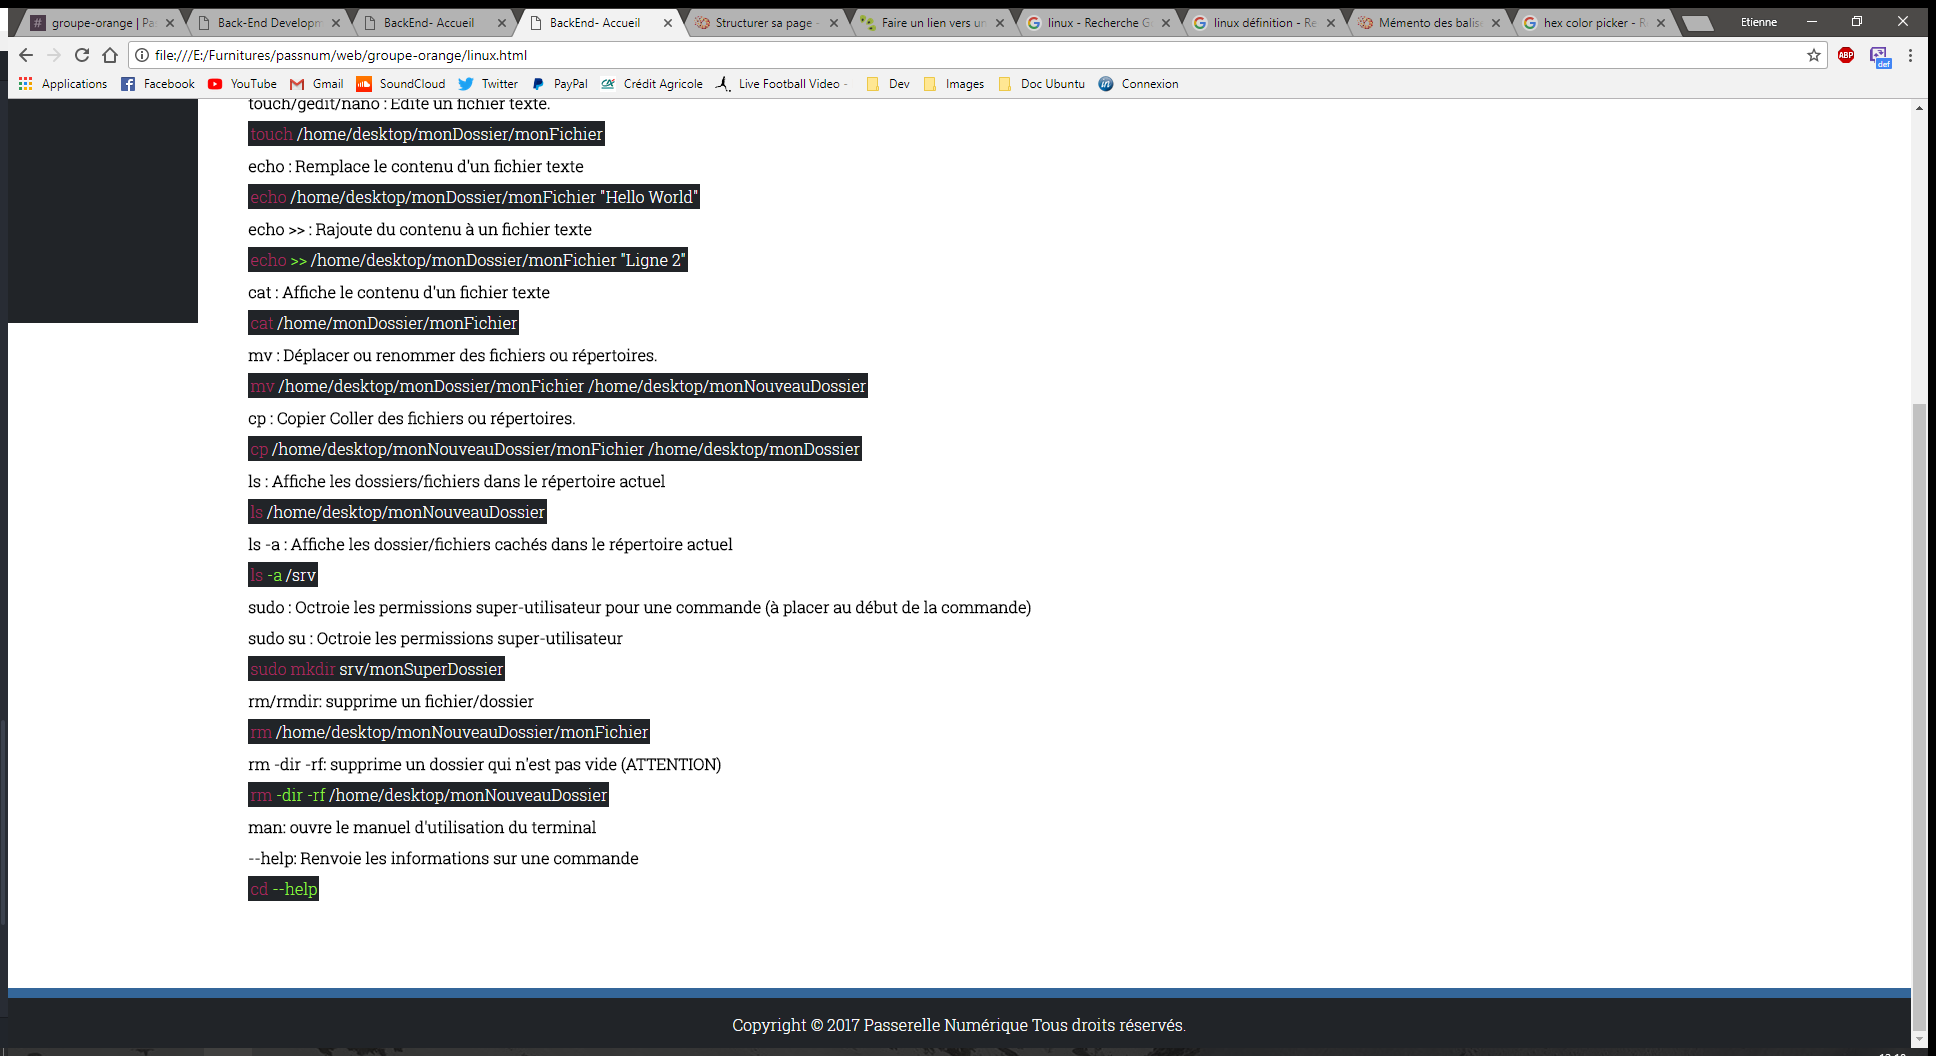 groupe-orange | Pa
Back-End Developm
BackEnd- Accueil
BackEnd- Accueil
Structurer sa page -
Faire un lien vers un
linux - Recherche G
linux définition - Re
Mémento des balis
hex color picker - R
Etienne
file:///E:/Furnitures/passnum/web/groupe-orange/linux.html
ABP
def
Applications
Facebook
YouTube
Gmail
SoundCloud
Twitter
PayPal
Crédit Agricole
Live Football Video -
Dev
Images
Doc Ubuntu
Connexion
touch/gedit/nano : Edite un fichier texte.
touch /home/desktop/monDossier/monFichier
echo : Remplace le contenu d'un fichier texte
echo /home/desktop/monDossier/monFichier "Hello World"
echo >> : Rajoute du contenu à un fichier texte
echo >> /home/desktop/monDossier/monFichier "Ligne 2"
cat : Affiche le contenu d'un fichier texte
cat /home/monDossier/monFichier
mv : Déplacer ou renommer des fichiers ou répertoires.
mv /home/desktop/monDossier/monFichier /home/desktop/monNouveauDossier
cp : Copier Coller des fichiers ou répertoires.
cp /home/desktop/monNouveauDossier/monFichier /home/desktop/monDossier
ls : Affiche les dossiers/fichiers dans le répertoire actuel
ls /home/desktop/monNouveauDossier
ls -a : Affiche les dossier/fichiers cachés dans le répertoire actuel
ls -a /srv
sudo : Octroie les permissions super-utilisateur pour une commande (à placer au début de la commande)
sudo su : Octroie les permissions super-utilisateur
sudo mkdir srv/monSuperDossier
rm/rmdir: supprime un fichier/dossier
rm /home/desktop/monNouveauDossier/monFichier
rm -dir -rf: supprime un dossier qui n'est pas vide (ATTENTION)
rm -dir -rf /home/desktop/monNouveauDossier
man: ouvre le manuel d'utilisation du terminal
--help: Renvoie les informations sur une commande
cd --help
Copyright © 2017 Passerelle Numérique Tous droits réservés.